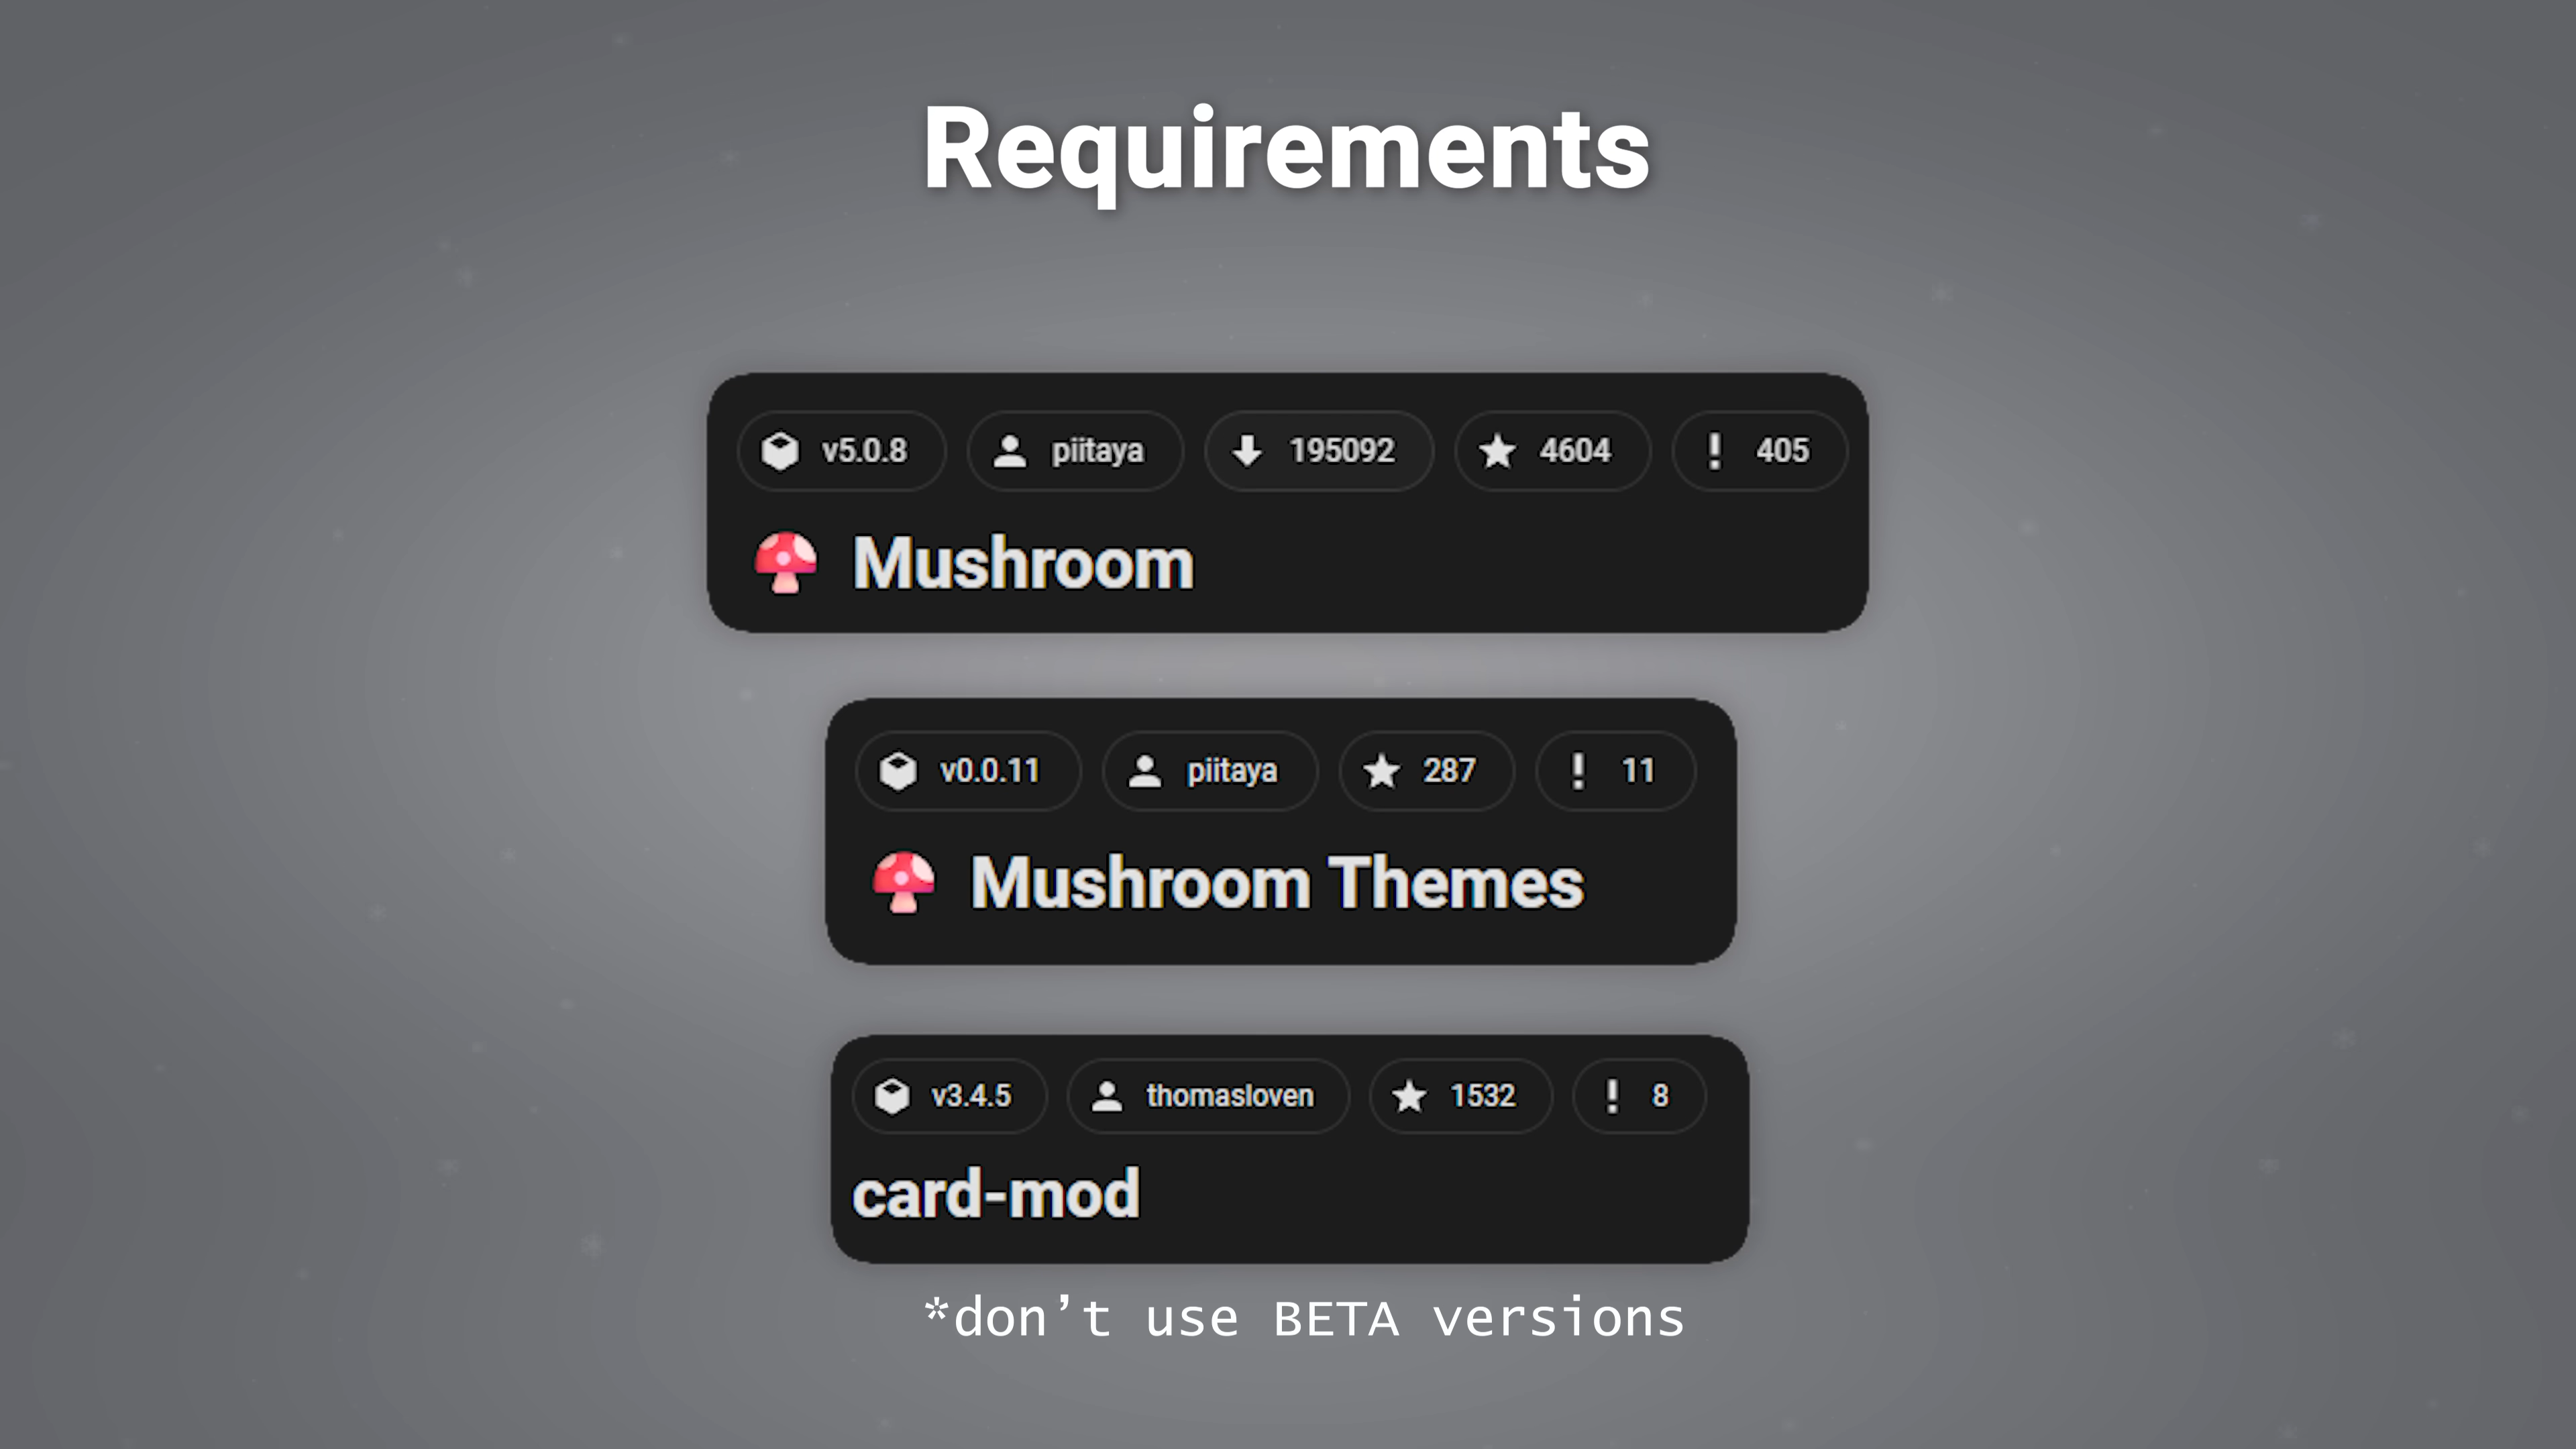 Requirements
v5.0.8 piitaya 195092 4604 405
Mushroom
v0.0.11 piitaya 287 11
Mushroom Themes
v3.4.5 thomasloven 1532 8
card-mod
*don’t use BETA versions